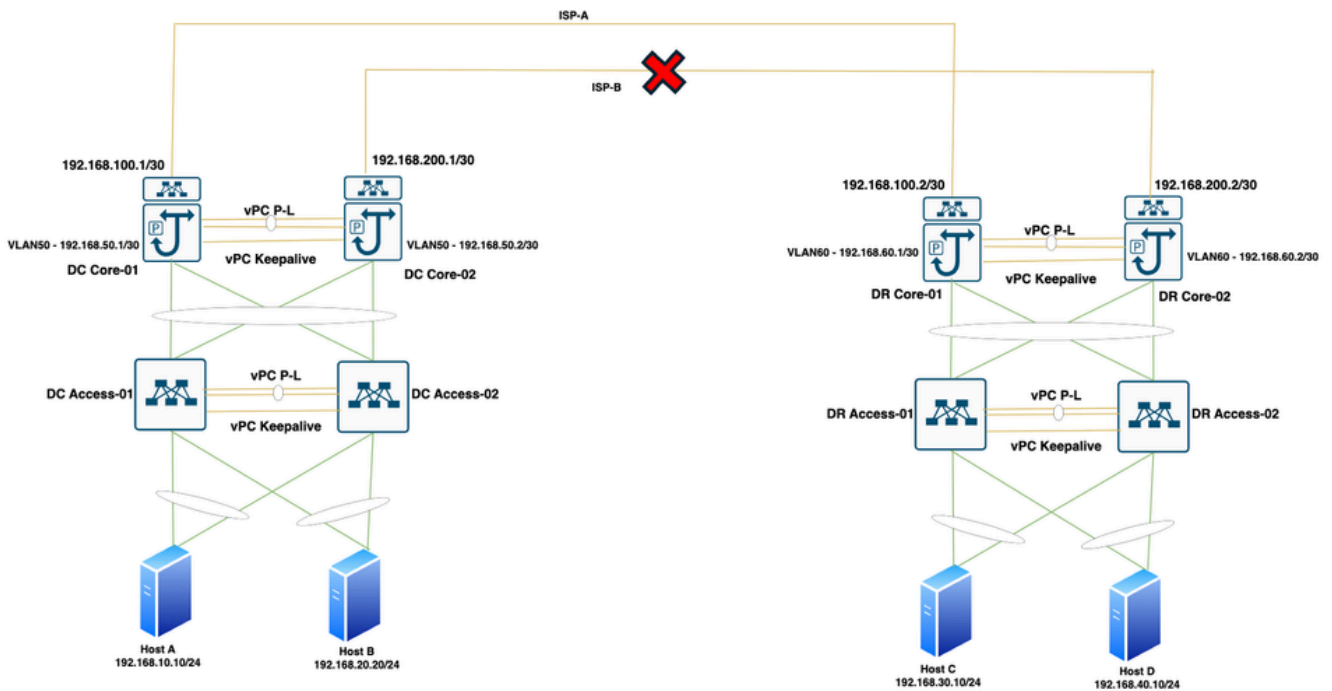 ISP-A
ISP-B
192.168.100.1/30
192.168.200.1/30
192.168.100.2/30
192.168.200.2/30
vPC P-L
P
P
VLAN50 - 192.168.50.1/30
VLAN50 - 192.168.50.2/30
vPC Keepalive
DC Core-01
DC Core-02
vPC P-L
P
P
VLAN60 - 192.168.60.1/30
VLAN60 - 192.168.60.2/30
vPC Keepalive
DR Core-01
DR Core-02
vPC P-L
DC Access-01
DC Access-02
vPC Keepalive
vPC P-L
DR Access-01
DR Access-02
vPC Keepalive
Host A
192.168.10.10/24
Host B
192.168.20.20/24
Host C
192.168.30.10/24
Host D
192.168.40.10/24